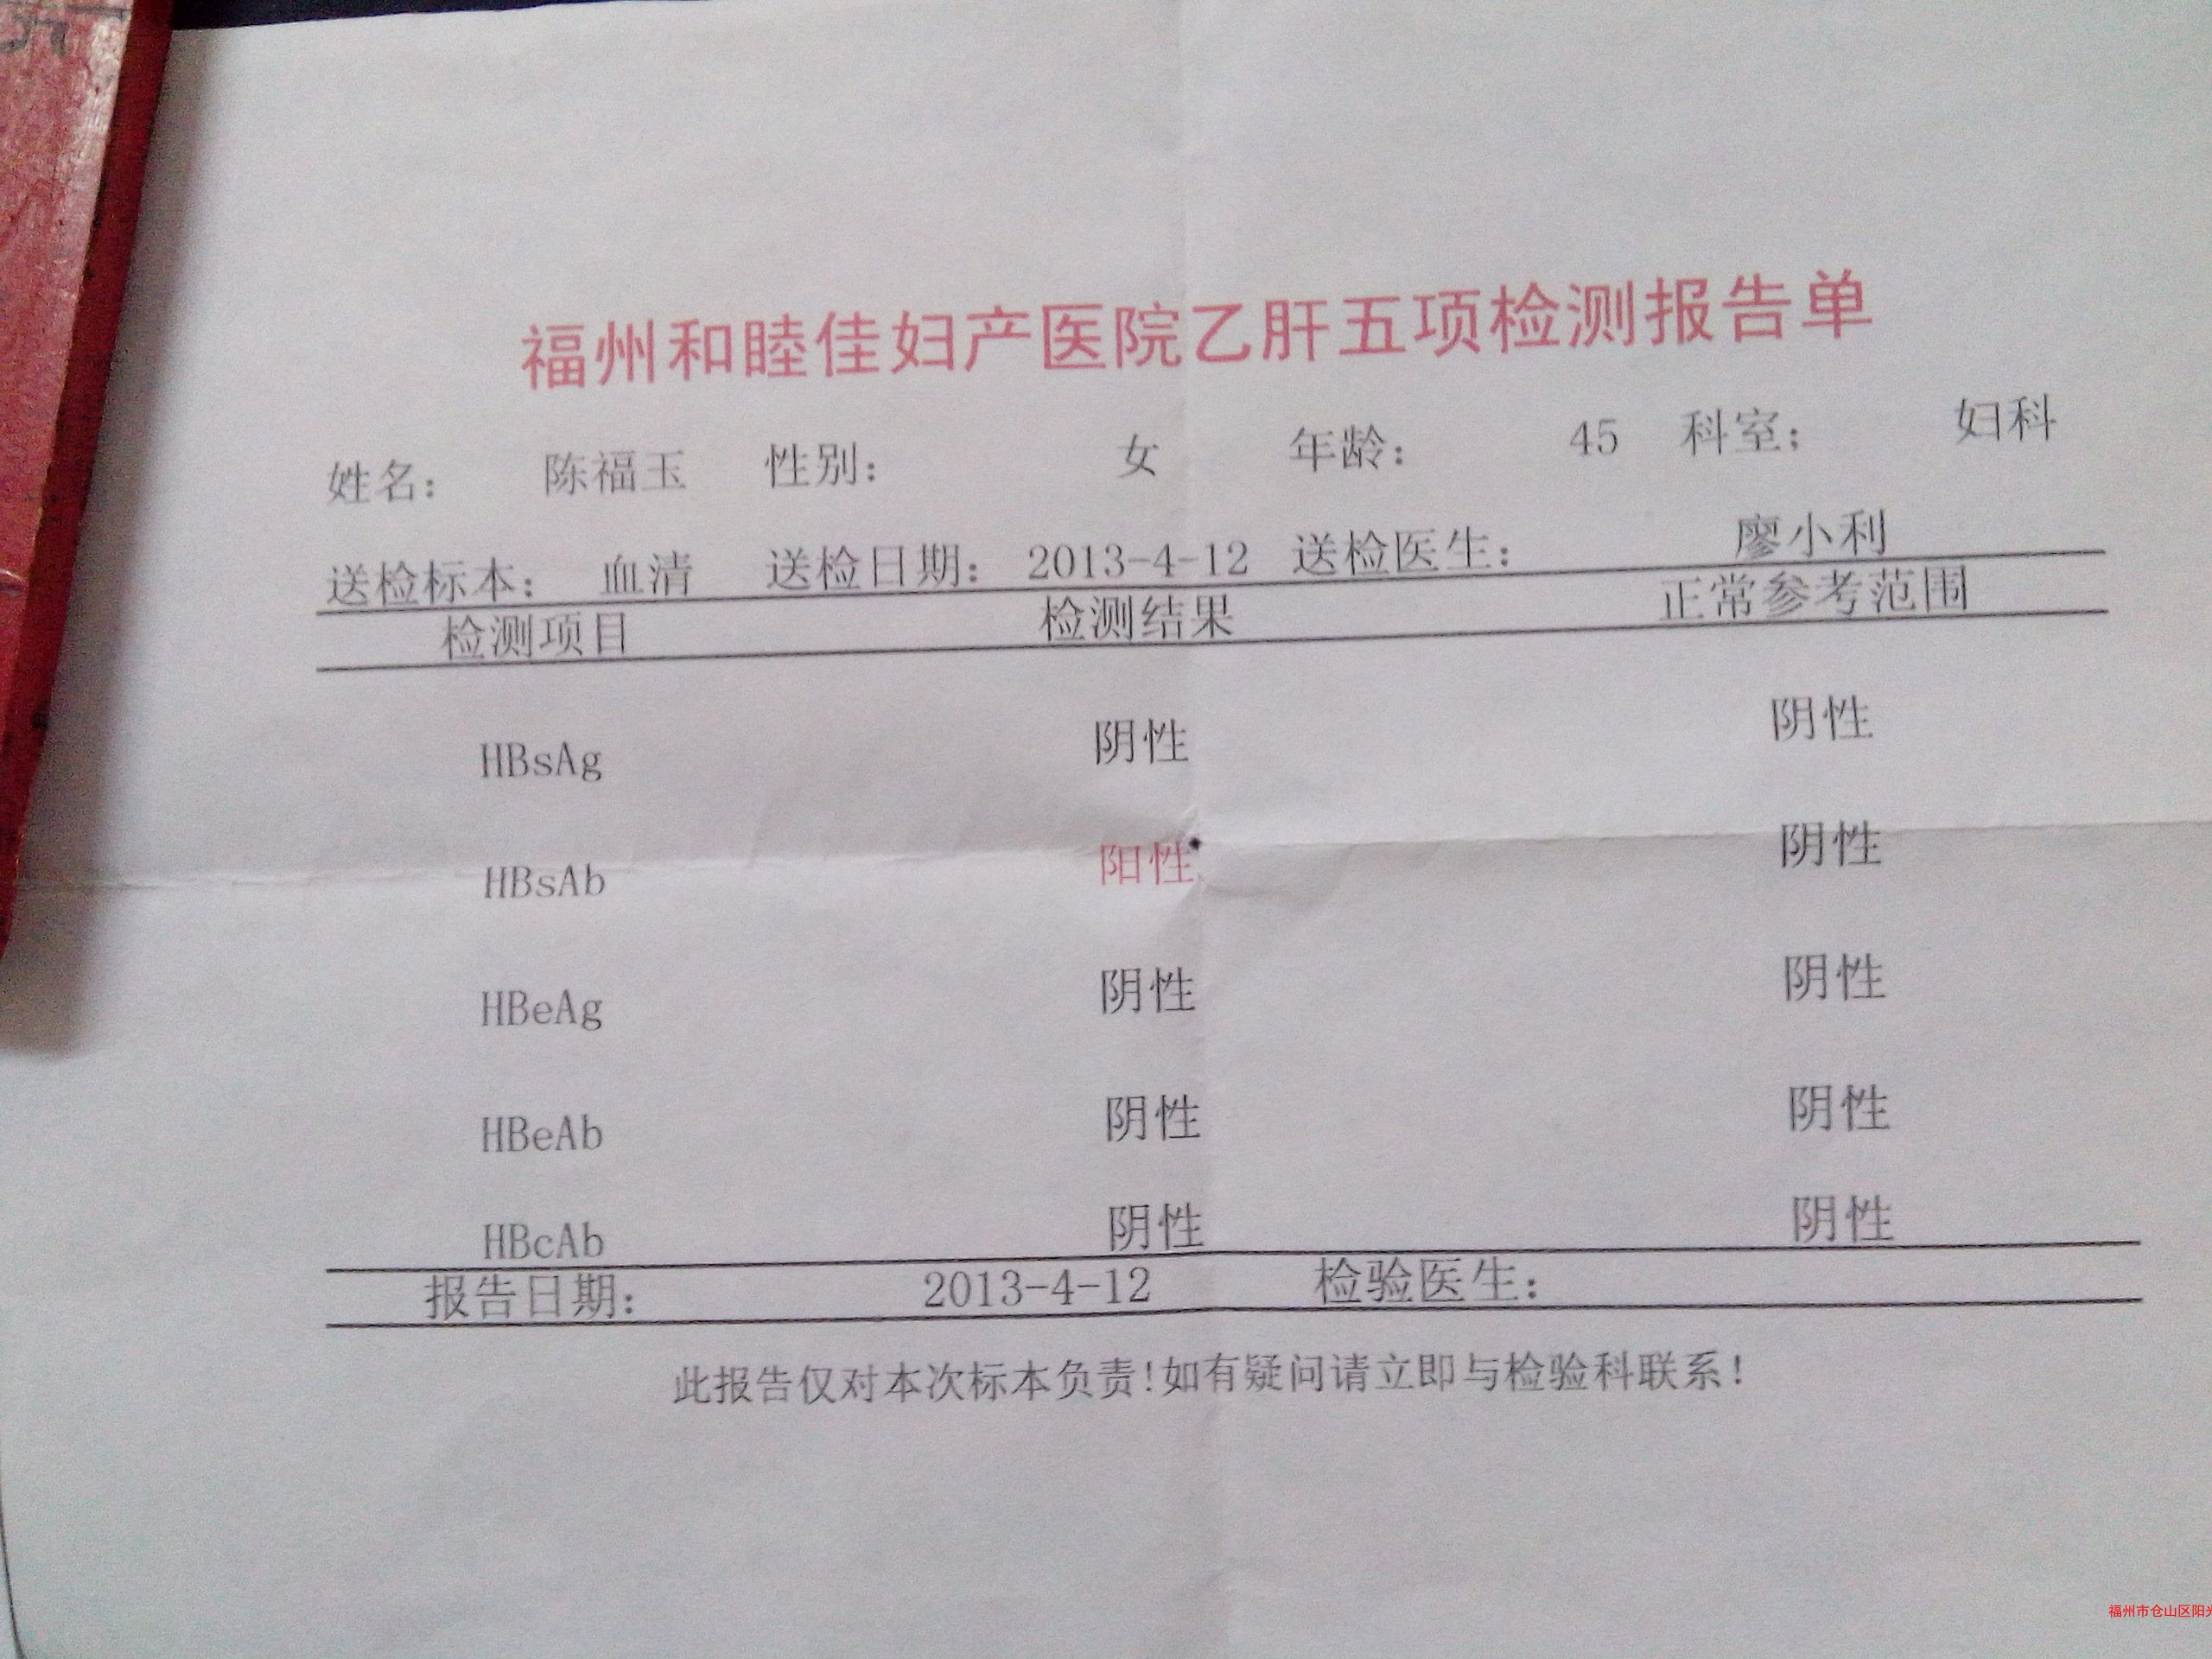 福州和睦佳妇产医院乙肝五项检测报告单
姓名： 陈福玉 性别： 女 年龄： 45 科室； 妇科
送检标本： 血清 送检日期： 2013-4-12 送检医生： 廖小利
检测项目 检测结果 正常参考范围
HBsAg 阴性 阴性
HBsAb 阳性 阴性
HBeAg 阴性 阴性
HBeAb 阴性 阴性
HBcAb 阴性 阴性
报告日期： 2013-4-12 检验医生：
此报告仅对本次标本负责!如有疑问请立即与检验科联系!
福州市仓山区阳